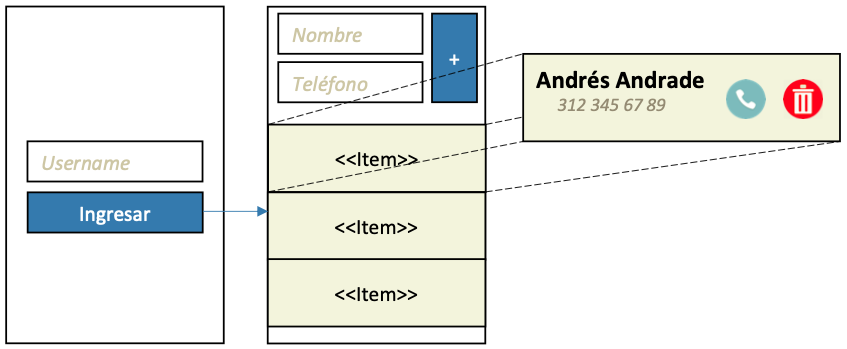 Username
Ingresar
Nombre
Teléfono
+
<<Item>>
<<Item>>
<<Item>>
Andrés Andrade
312 345 67 89